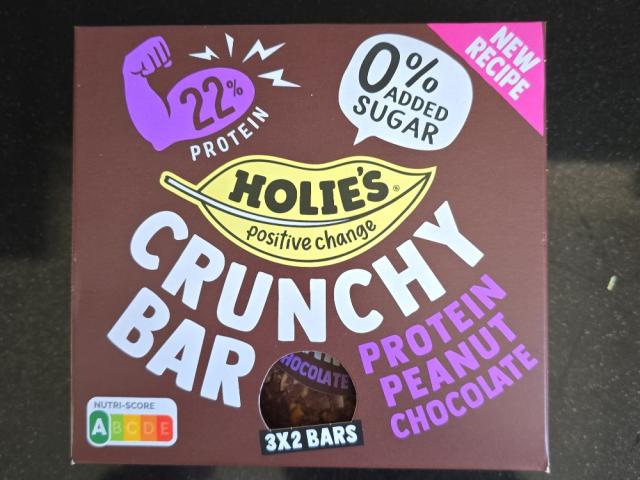 22%
PROTEIN
0%
ADDED
SUGAR
NEW
RECIPE
HOLIE'S®
positive change
CRUNCHY
BAR
PROTEIN
PEANUT
CHOCOLATE
CHOCOLATE
3X2 BARS
NUTRI-SCORE
A B C D E